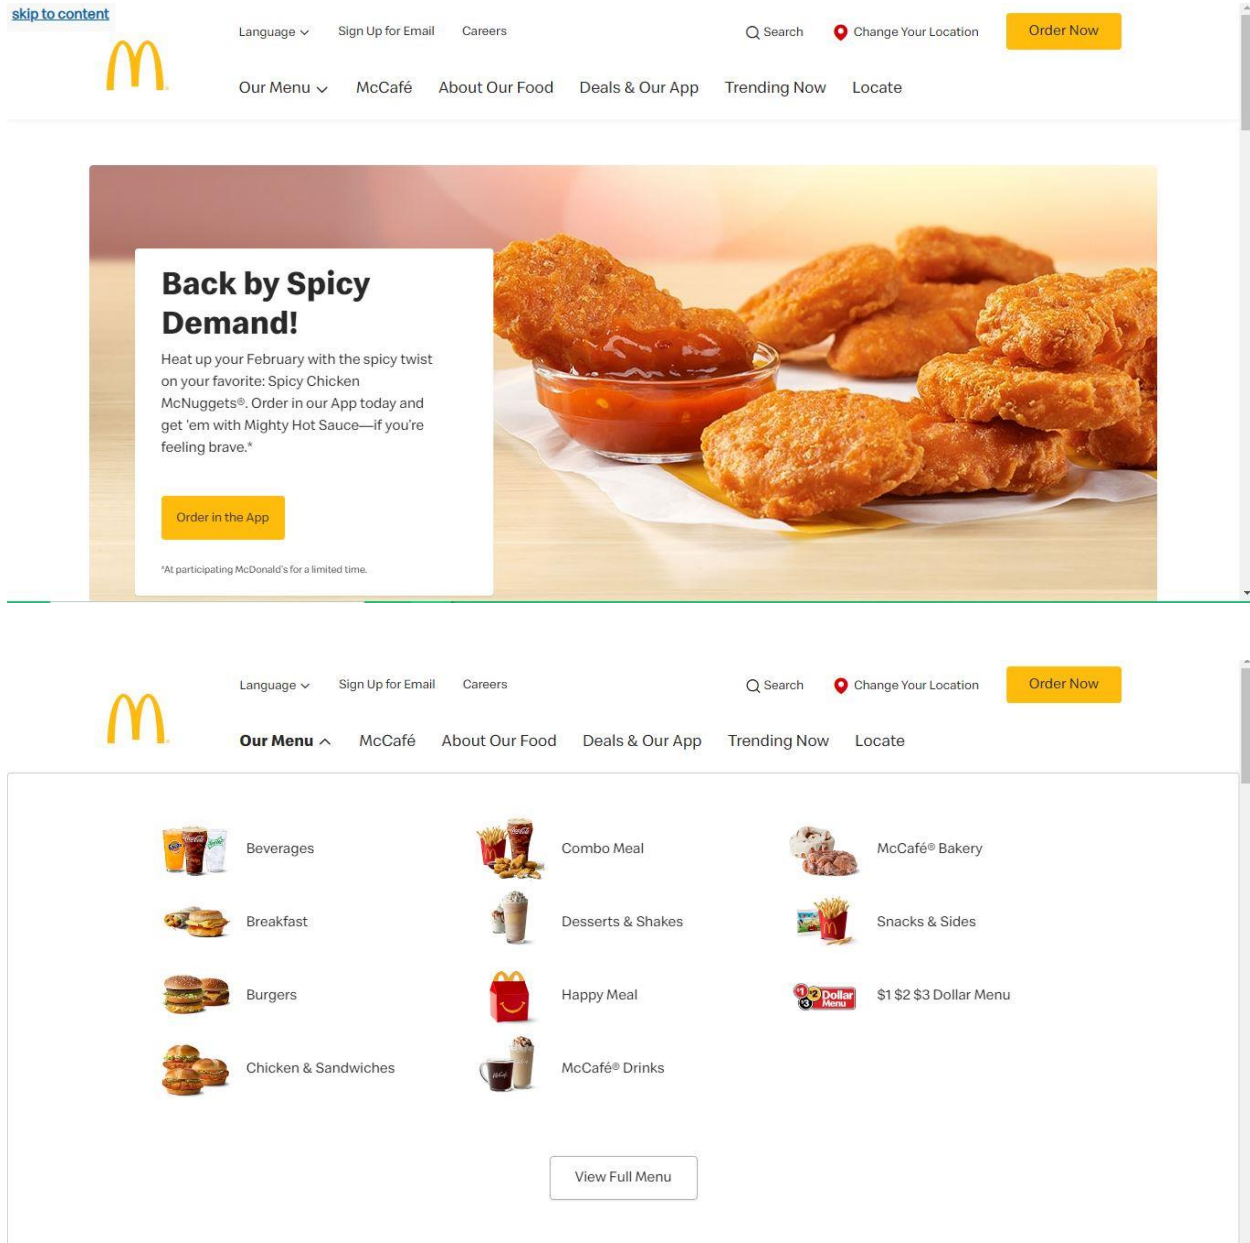 skip to content
Language Sign Up for Email Careers Search Change Your Location Order Now
Our Menu McCafé About Our Food Deals & Our App Trending Now Locate
Back by Spicy
Demand!
Heat up your February with the spicy twist
on your favorite: Spicy Chicken
McNuggets®. Order in our App today and
get 'em with Mighty Hot Sauce—if you're
feeling brave.*
Order in the App
*At participating McDonald's for a limited time.
Language Sign Up for Email Careers Search Change Your Location Order Now
Our Menu McCafé About Our Food Deals & Our App Trending Now Locate
Beverages Combo Meal McCafé® Bakery
Breakfast Desserts & Shakes Snacks & Sides
Burgers Happy Meal $1 $2 $3 Dollar Menu
$1 $2 $3 Dollar
Menu
Chicken & Sandwiches McCafé® Drinks
View Full Menu